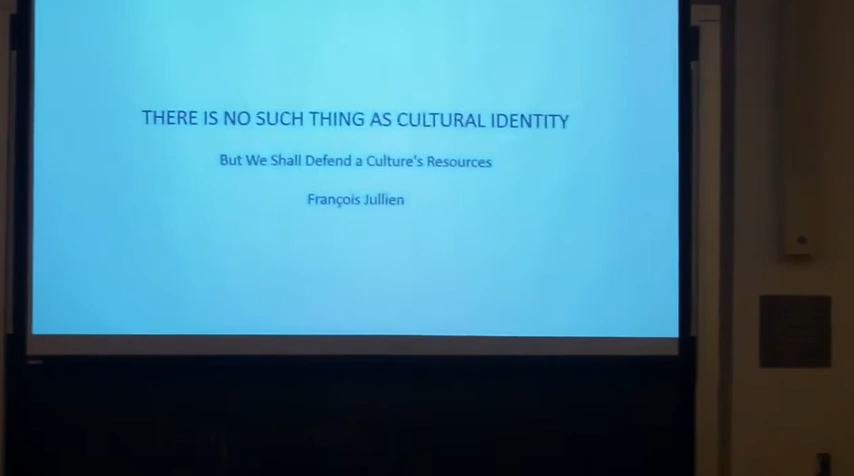 THERE IS NO SUCH THING AS CULTURAL IDENTITY
But We Shall Defend a Culture's Resources
François Jullien